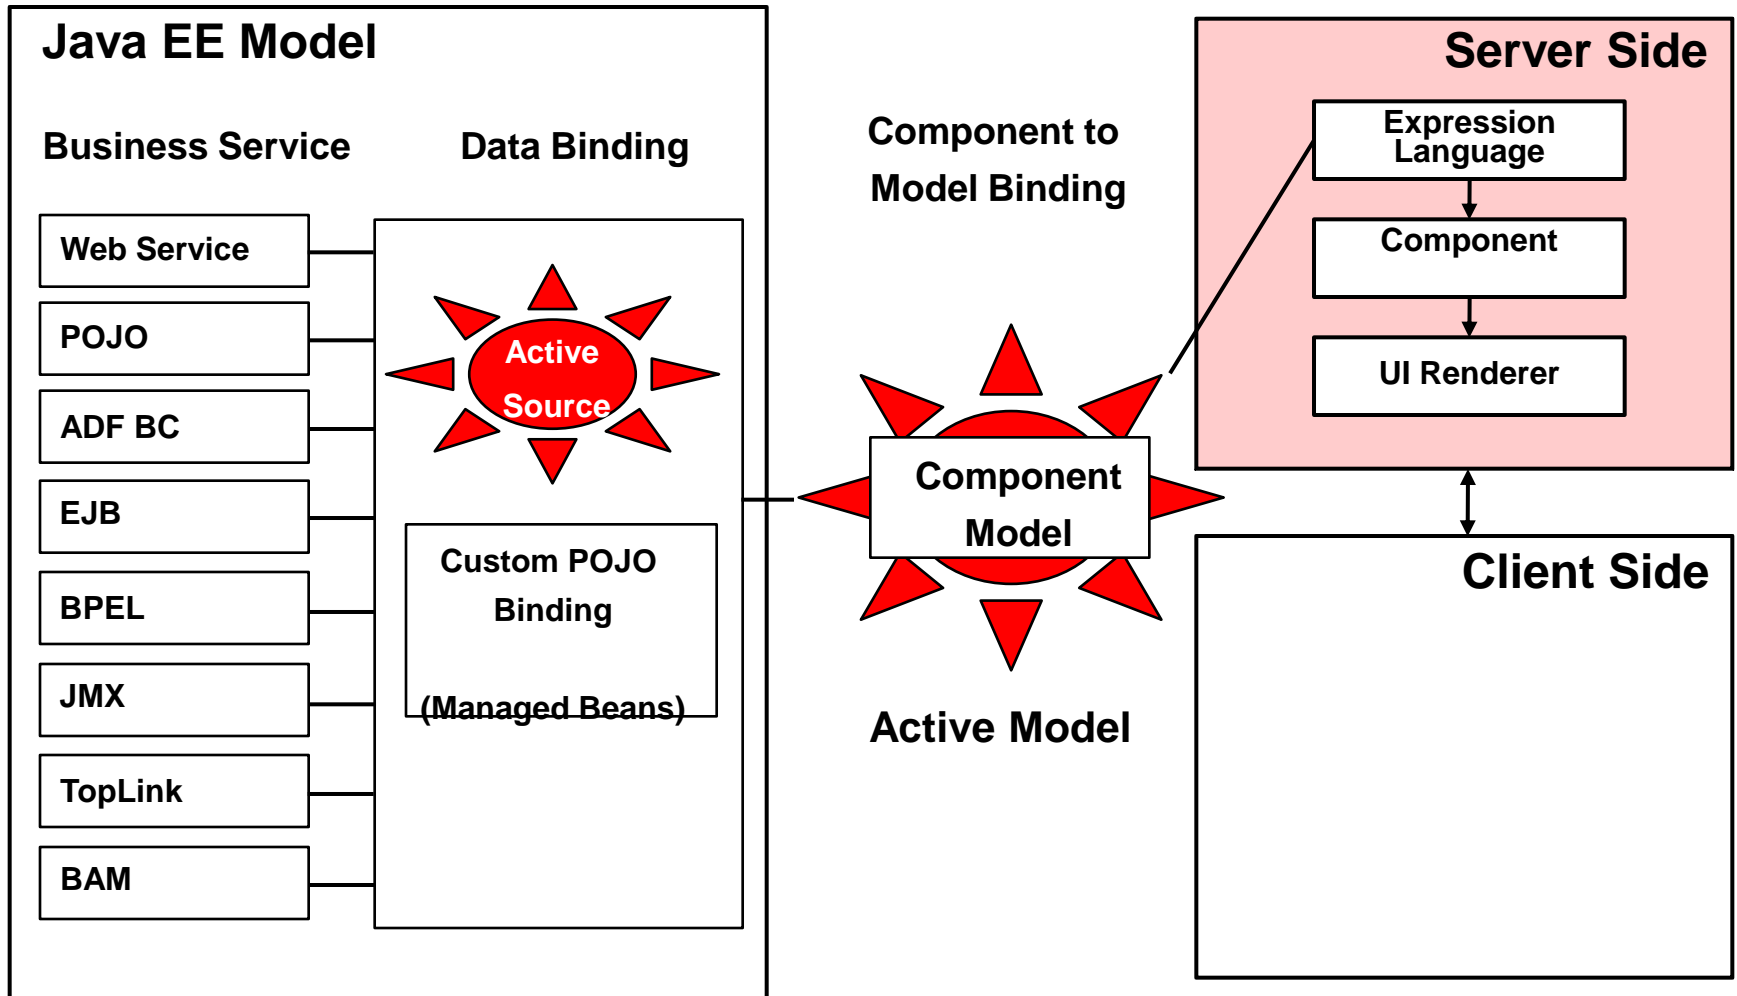 Java EE Model
Business Service
Data Binding
Web Service
POJO
ADF BC
EJB
BPEL
JMX
TopLink
BAM
Active
Source
Custom POJO
Binding
(Managed Beans)
Component to
Model Binding
Component
Model
Active Model
Server Side
Expression
Language
Component
UI Renderer
Client Side